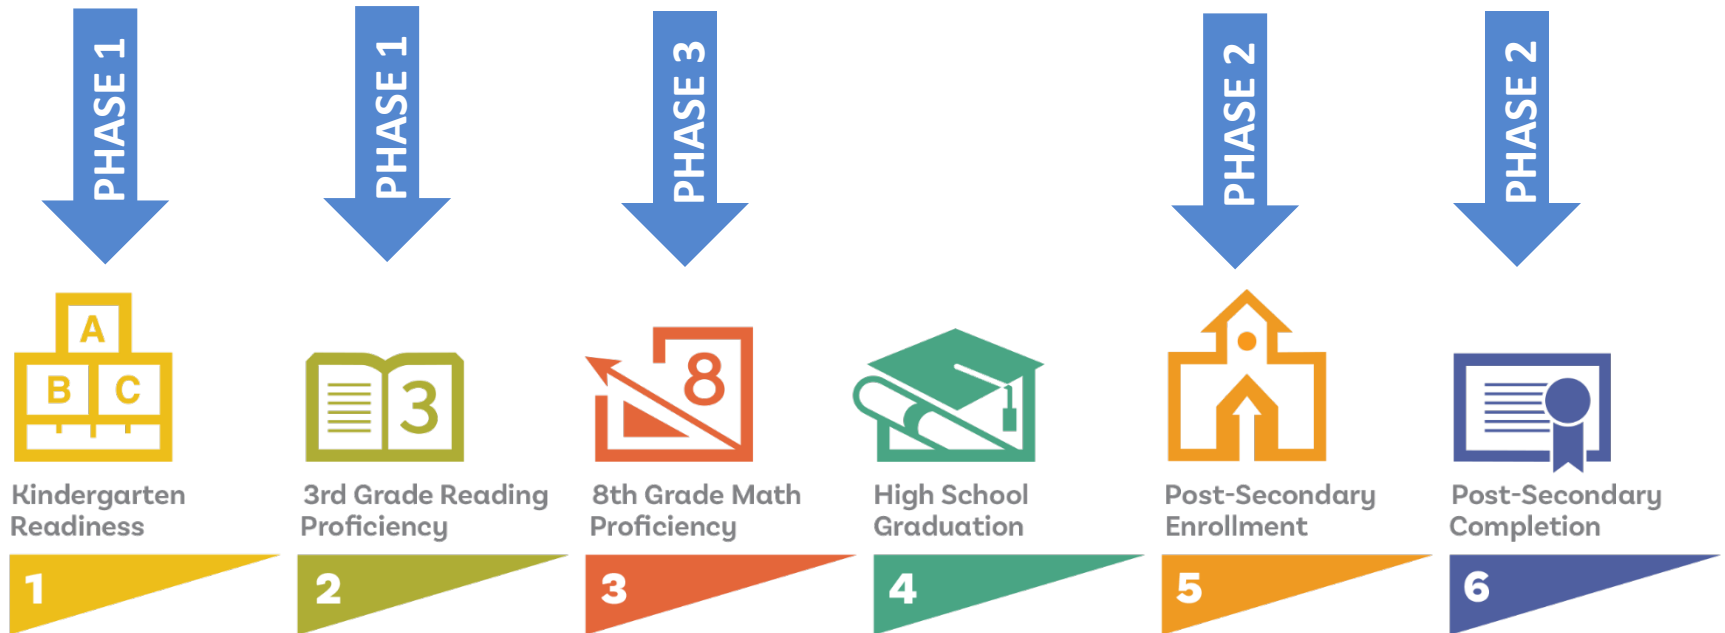 PHASE 1
PHASE 1
PHASE 3
PHASE 2
PHASE 2
A
B C
3
8
Kindergarten
Readiness
3rd Grade Reading
Proficiency
8th Grade Math
Proficiency
High School
Graduation
Post-Secondary
Enrollment
Post-Secondary
Completion
1
2
3
4
5
6